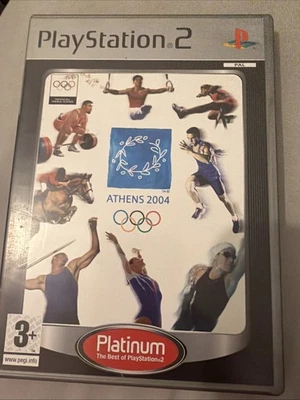 PlayStation 2
PAL
ATHENS 2004
3+
www.pegi.info
Platinum
The Best of PlayStation 2